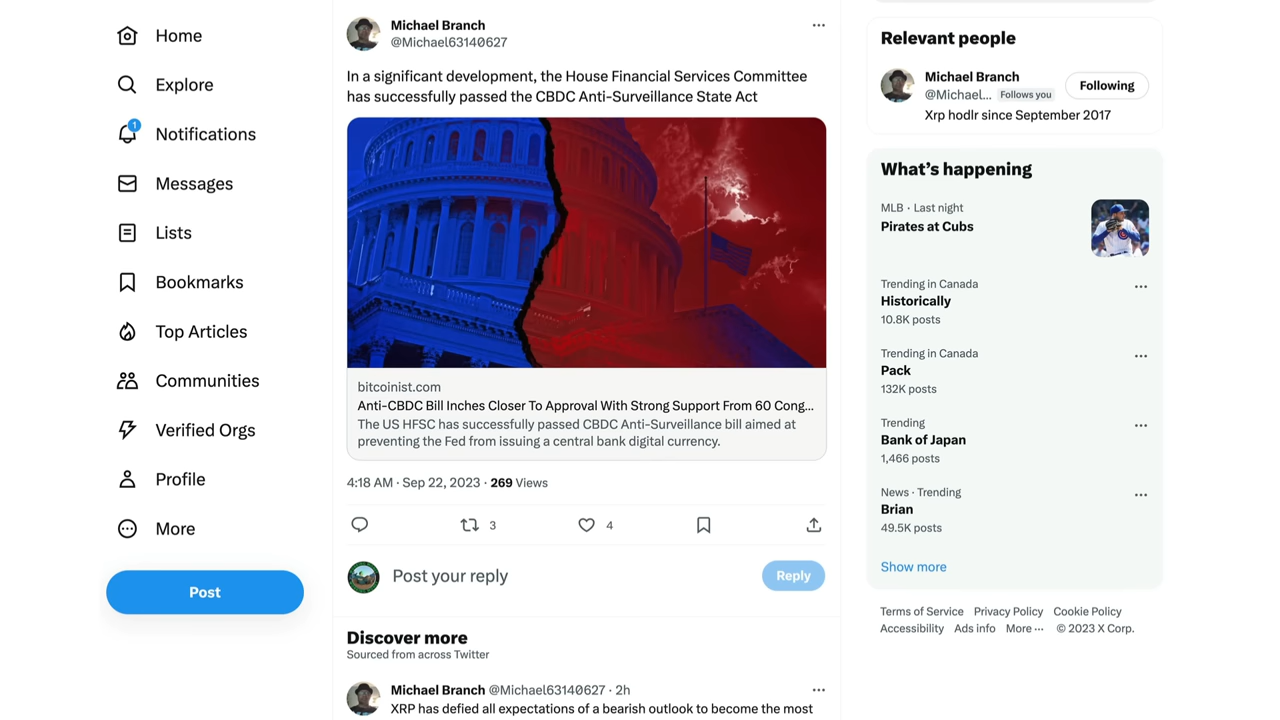 Home
Explore
1
Notifications
Messages
Lists
Bookmarks
Top Articles
Communities
Verified Orgs
Profile
More
Post
Michael Branch
@Michael63140627
In a significant development, the House Financial Services Committee
has successfully passed the CBDC Anti-Surveillance State Act
bitcoinist.com
Anti-CBDC Bill Inches Closer To Approval With Strong Support From 60 Cong...
The US HFSC has successfully passed CBDC Anti-Surveillance bill aimed at
preventing the Fed from issuing a central bank digital currency.
4:18 AM · Sep 22, 2023 · 269 Views
3
4
Post your reply
Reply
Discover more
Sourced from across Twitter
Michael Branch @Michael63140627 · 2h
XRP has defied all expectations of a bearish outlook to become the most
Relevant people
Michael Branch
@Michael... Follows you
Following
Xrp hodlr since September 2017
What's happening
MLB · Last night
Pirates at Cubs
Trending in Canada
Historically
10.8K posts
Trending in Canada
Pack
132K posts
Trending
Bank of Japan
1,466 posts
News · Trending
Brian
49.5K posts
Show more
Terms of Service Privacy Policy Cookie Policy
Accessibility Ads info More ··· © 2023 X Corp.